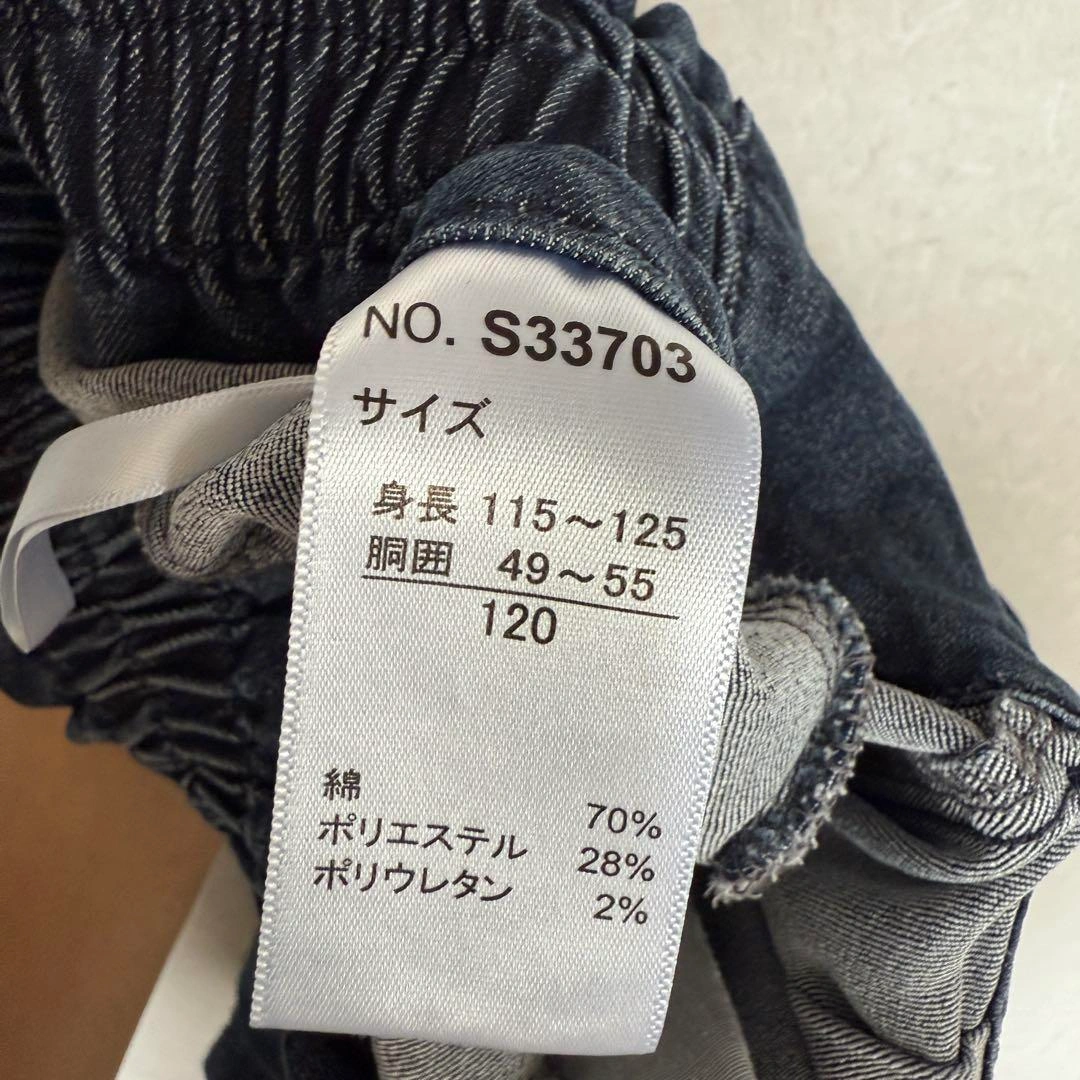 NO. S33703
サイズ
身長 115～125
胴囲 49～55
120
綿 70%
ポリエステル 28%
ポリウレタン 2%